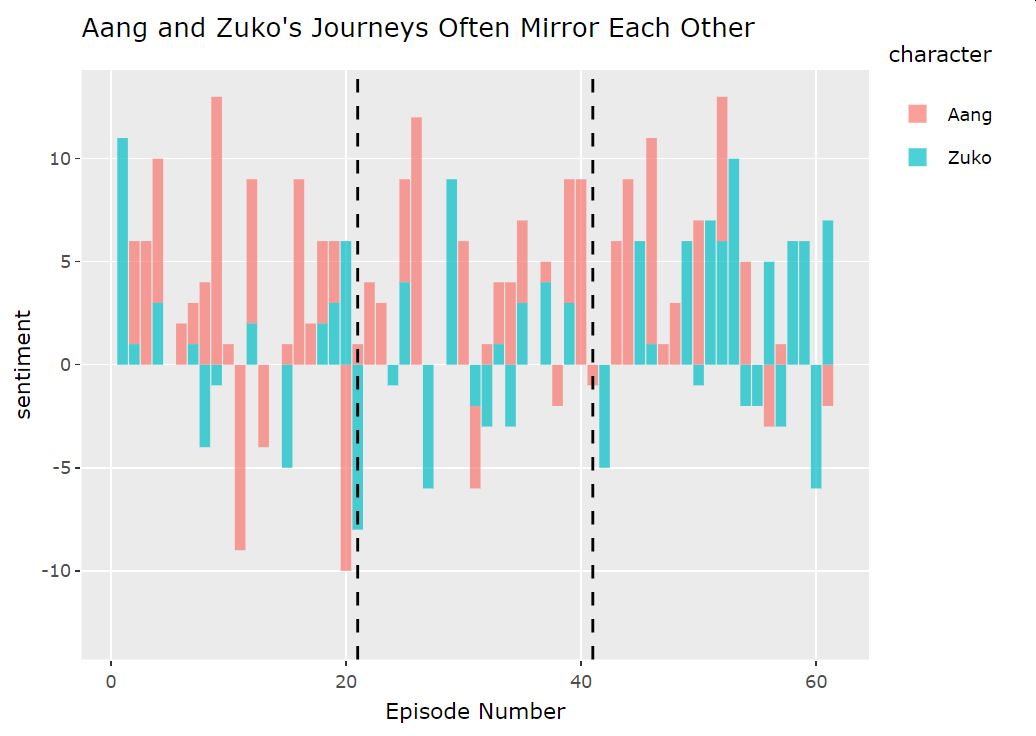 Aang and Zuko's Journeys Often Mirror Each Other
character
Aang
Zuko
10
5
0
-5
-10
sentiment
0 20 40 60
Episode Number